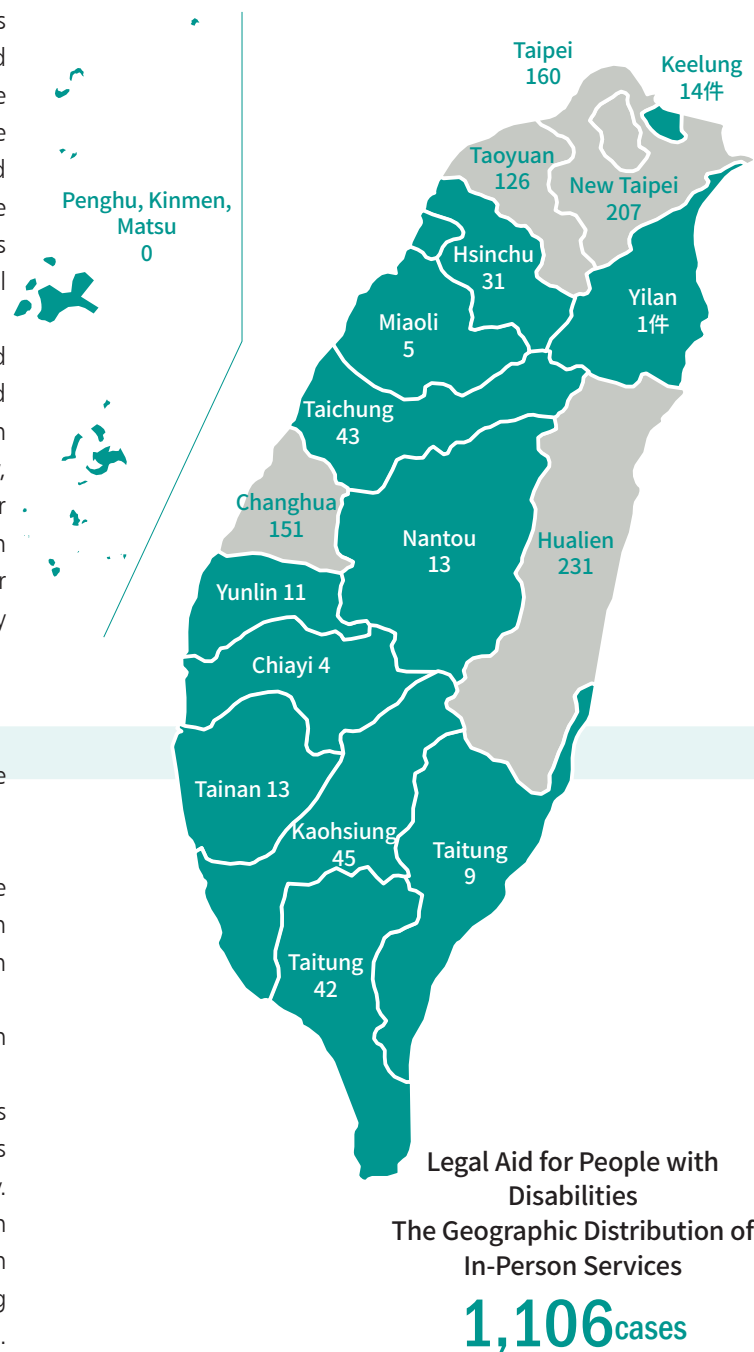 Taipei
160
Keelung
14件
Taoyuan
126
New Taipei
207
Penghu, Kinmen,
Matsu
0
Hsinchu
31
Yilan
1件
Miaoli
5
Taichung
43
Changhua
151
Nantou
13
Hualien
231
Yunlin 11
Chiayi 4
Tainan 13
Kaohsiung
45
Taitung
9
Taitung
42
Legal Aid for People with
Disabilities
The Geographic Distribution of
In-Person Services
1,106 cases